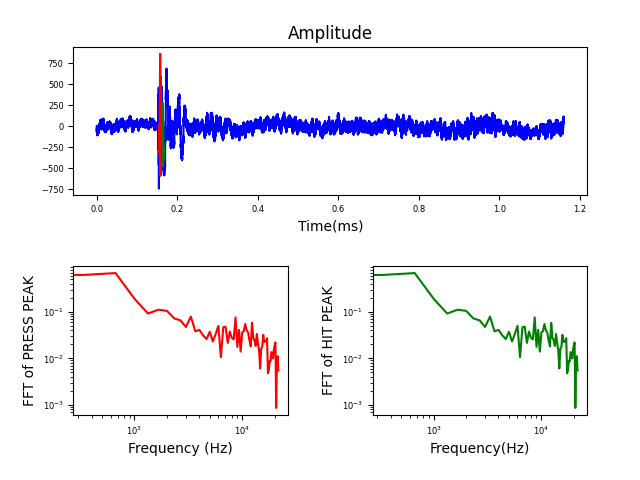 Amplitude
750
500
250
0
−250
−500
−750
0.0 0.2 0.4 0.6 0.8 1.0 1.2
Time(ms)
FFT of PRESS PEAK
10⁻¹
10⁻²
10⁻³
10³ 10⁴
Frequency (Hz)
FFT of HIT PEAK
10⁻¹
10⁻²
10⁻³
10³ 10⁴
Frequency(Hz)